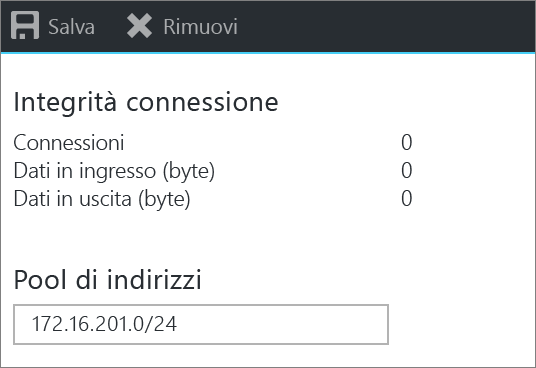 Salva Rimuovi
Integrità connessione
Connessioni 0
Dati in ingresso (byte) 0
Dati in uscita (byte) 0
Pool di indirizzi
172.16.201.0/24